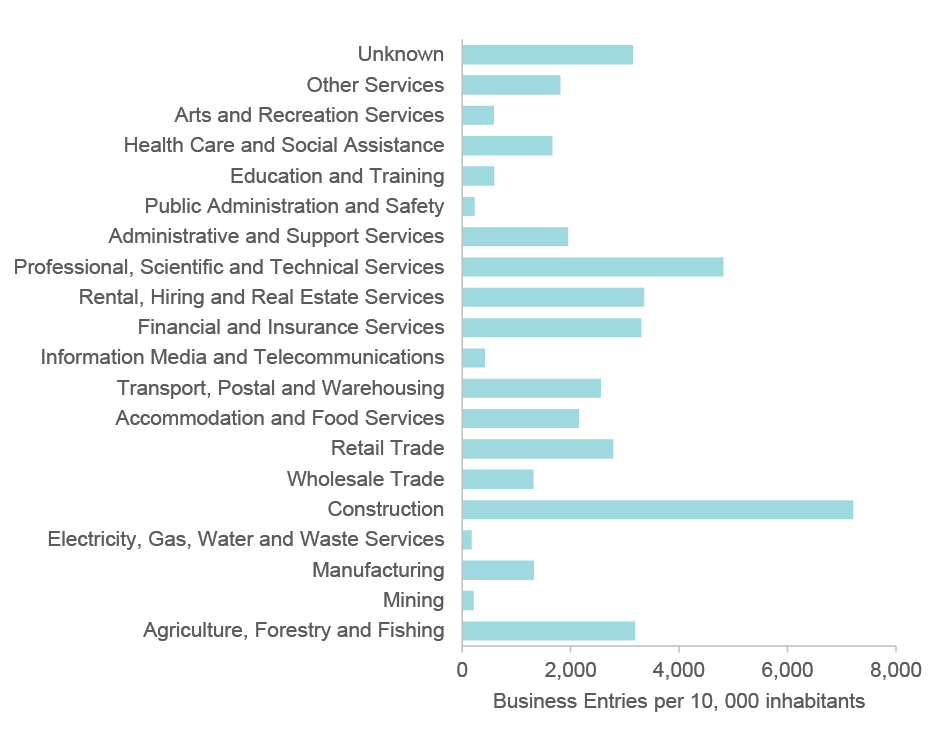 Unknown
Other Services
Arts and Recreation Services
Health Care and Social Assistance
Education and Training
Public Administration and Safety
Administrative and Support Services
Professional, Scientific and Technical Services
Rental, Hiring and Real Estate Services
Financial and Insurance Services
Information Media and Telecommunications
Transport, Postal and Warehousing
Accommodation and Food Services
Retail Trade
Wholesale Trade
Construction
Electricity, Gas, Water and Waste Services
Manufacturing
Mining
Agriculture, Forestry and Fishing
0 2,000 4,000 6,000 8,000
Business Entries per 10, 000 inhabitants